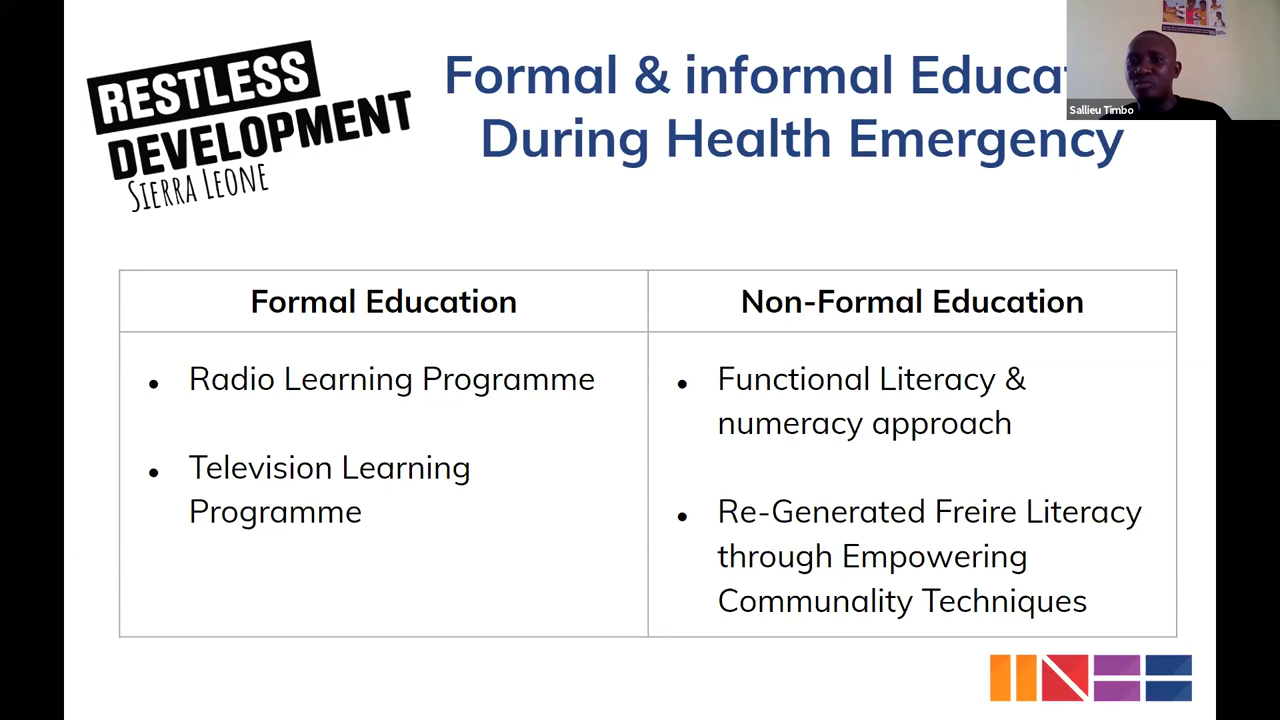 RESTLESS
DEVELOPMENT
SIERRA LEONE
Formal & informal Educat
During Health Emergency
Sallieu Timbo
Formal Education
Non-Formal Education
• Radio Learning Programme
• Television Learning
Programme
• Functional Literacy &
numeracy approach
• Re-Generated Freire Literacy
through Empowering
Communality Techniques
INEE